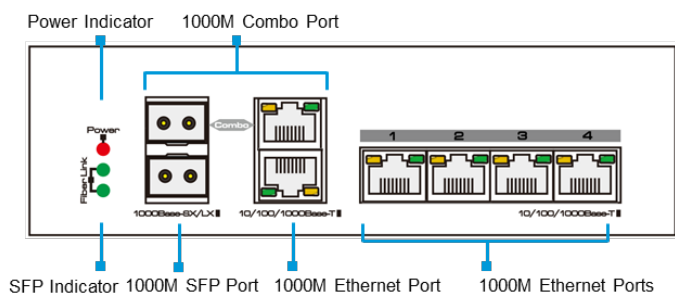 Power Indicator 1000M Combo Port
Power
Combo
Fiber Link
1 2 3 4
1000Base-SX/LX 10/100/1000Base-T 10/100/1000Base-T
SFP Indicator 1000M SFP Port 1000M Ethernet Port 1000M Ethernet Ports